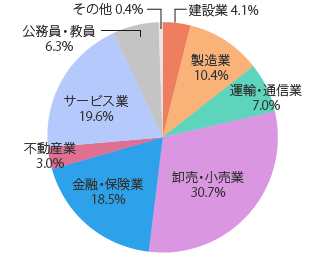 その他 0.4%
建設業 4.1%
公務員・教員
6.3%
製造業
10.4%
運輸・通信業
7.0%
サービス業
19.6%
不動産業
3.0%
金融・保険業
18.5%
卸売・小売業
30.7%